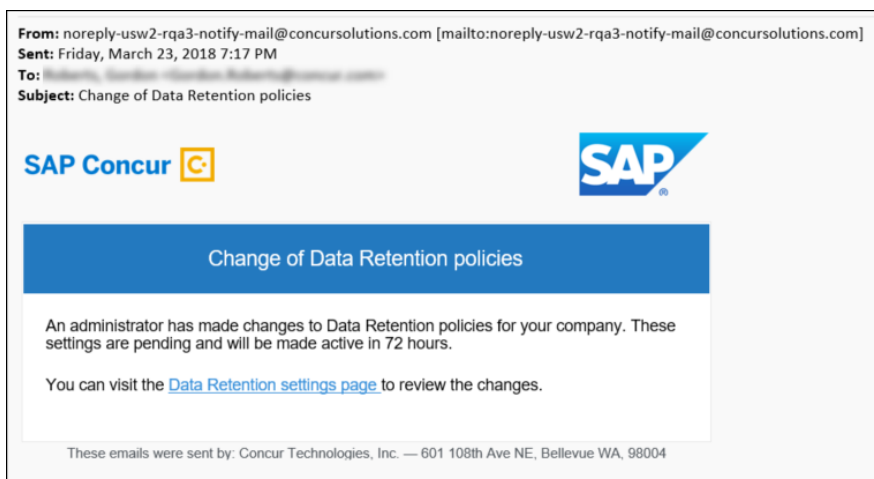 From: noreply-usw2-rqa3-notify-mail@concursolutions.com [mailto:noreply-usw2-rqa3-notify-mail@concursolutions.com]
Sent: Friday, March 23, 2018 7:17 PM
To:
Subject: Change of Data Retention policies
SAP Concur C
SAP ®
Change of Data Retention policies
An administrator has made changes to Data Retention policies for your company. These
settings are pending and will be made active in 72 hours.
You can visit the Data Retention settings page to review the changes.
These emails were sent by: Concur Technologies, Inc. — 601 108th Ave NE, Bellevue WA, 98004